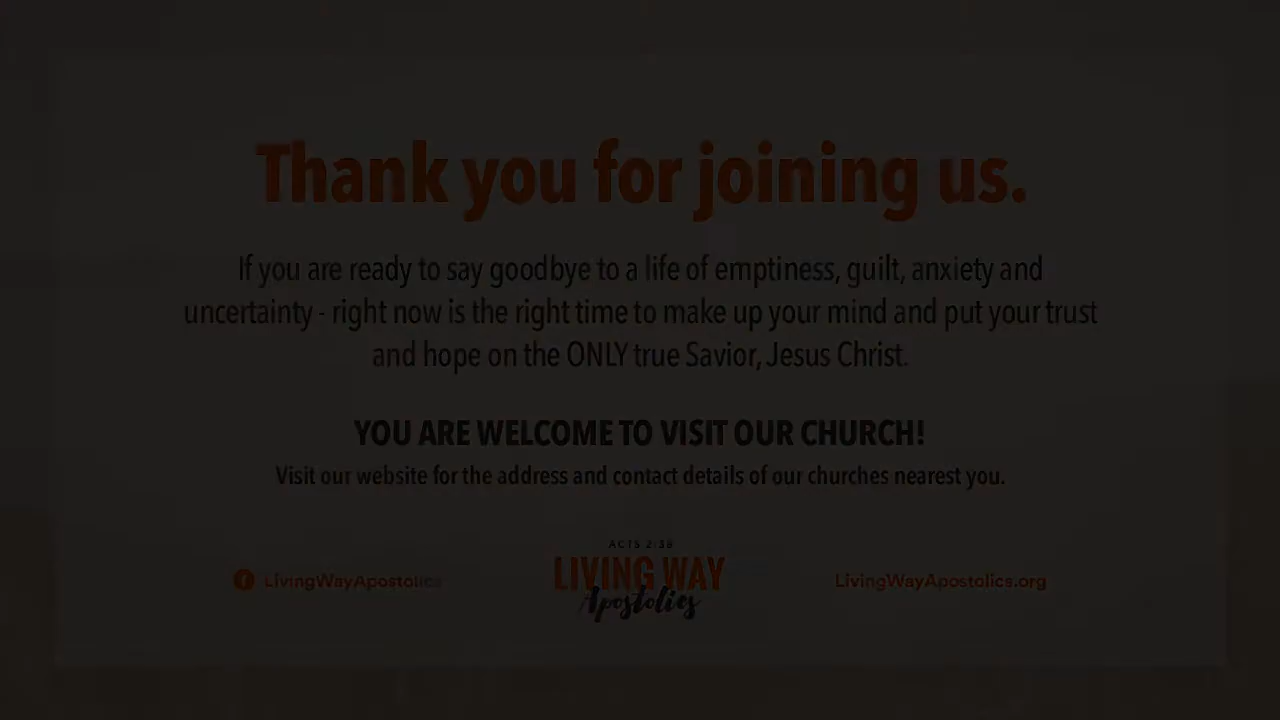 Thank you for joining us.
If you are ready to say goodbye to a life of emptiness, guilt, anxiety and
uncertainty - right now is the right time to make up your mind and put your trust
and hope on the ONLY true Savior, Jesus Christ.
YOU ARE WELCOME TO VISIT OUR CHURCH!
Visit our website for the address and contact details of our churches nearest you.
ACTS 2:38
LIVING WAY
Apostolics
LivingWayApostolics
LivingWayApostolics.org